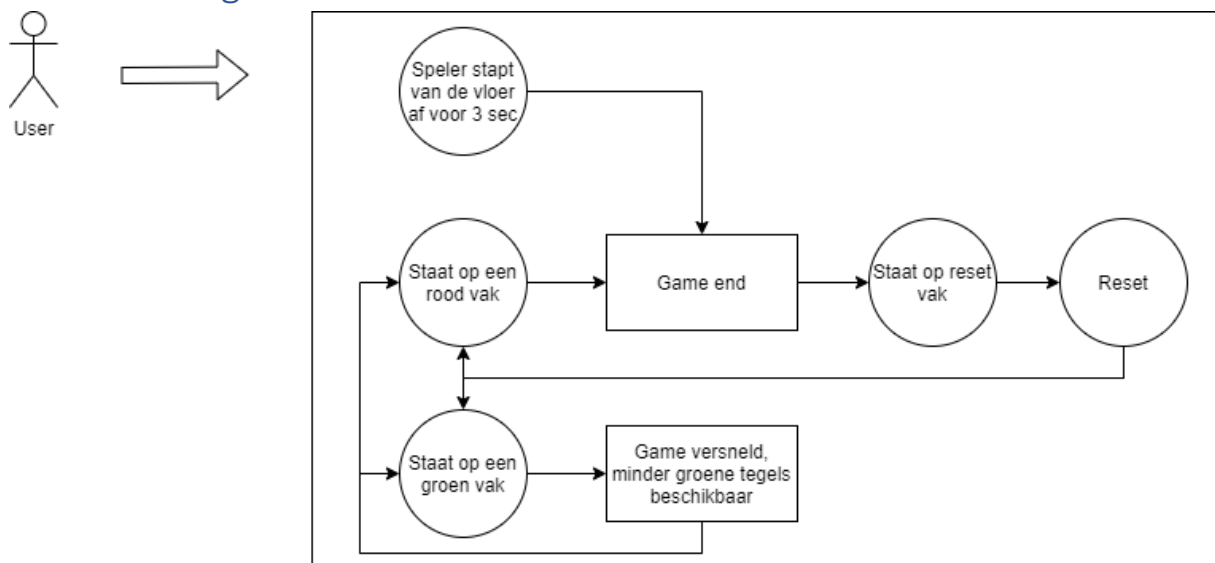 User
Speler stapt
van de vloer
af voor 3 sec
Staat op een
rood vak
Game end
Staat op reset
vak
Reset
Staat op een
groen vak
Game versneld,
minder groene tegels
beschikbaar